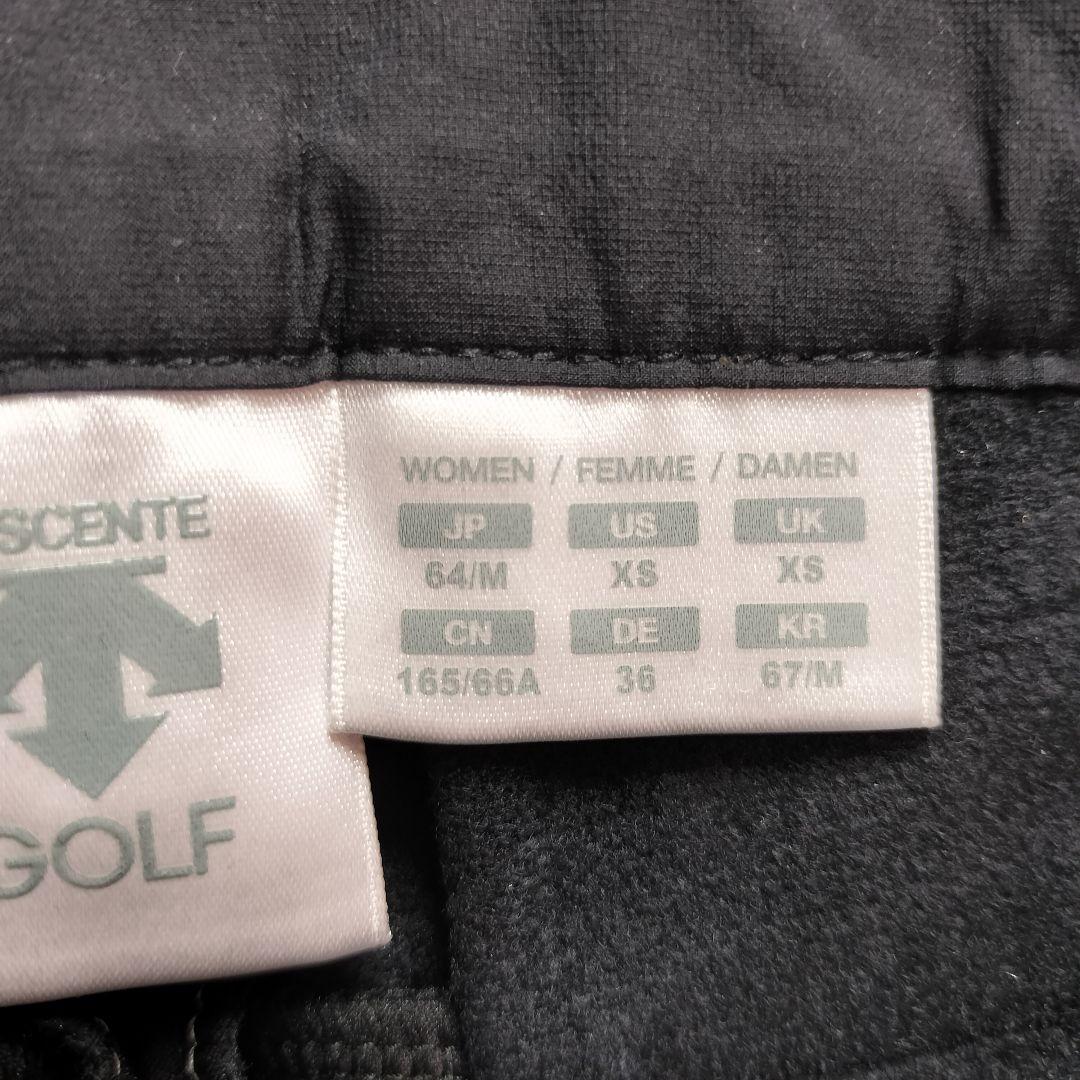 SCENTE
GOLF
WOMEN / FEMME / DAMEN
JP US UK
64/M XS XS
CN DE KR
165/66A 36 67/M